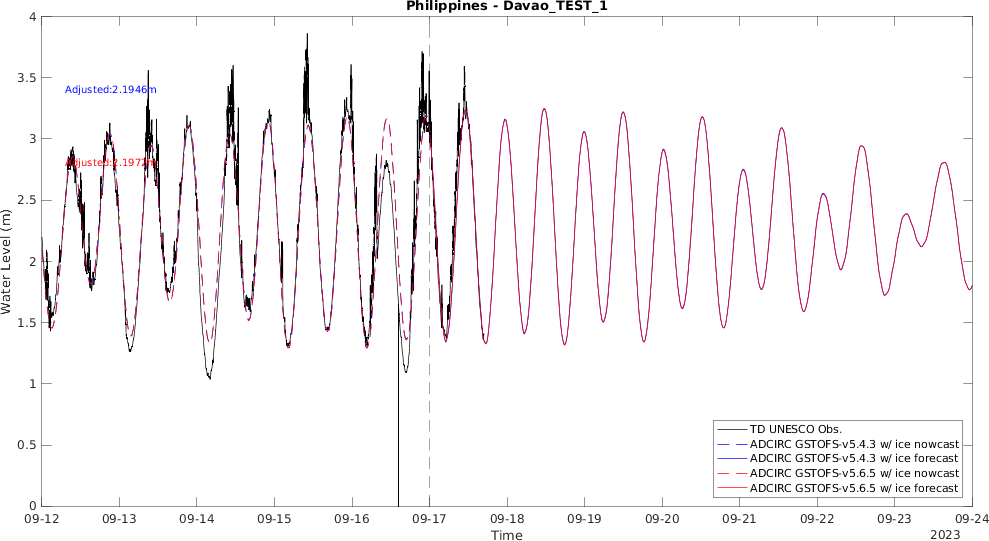 Philippines - Davao_TEST_1
Water Level (m)
4
3.5
3
2.5
2
1.5
1
0.5
0
Adjusted:2.1946m
Adjusted:2.1972m
TD UNESCO Obs.
ADCIRC GSTOFS-v5.4.3 w/ ice nowcast
ADCIRC GSTOFS-v5.4.3 w/ ice forecast
ADCIRC GSTOFS-v5.6.5 w/ ice nowcast
ADCIRC GSTOFS-v5.6.5 w/ ice forecast
09-12 09-13 09-14 09-15 09-16 09-17 09-18 09-19 09-20 09-21 09-22 09-23 09-24
Time
2023